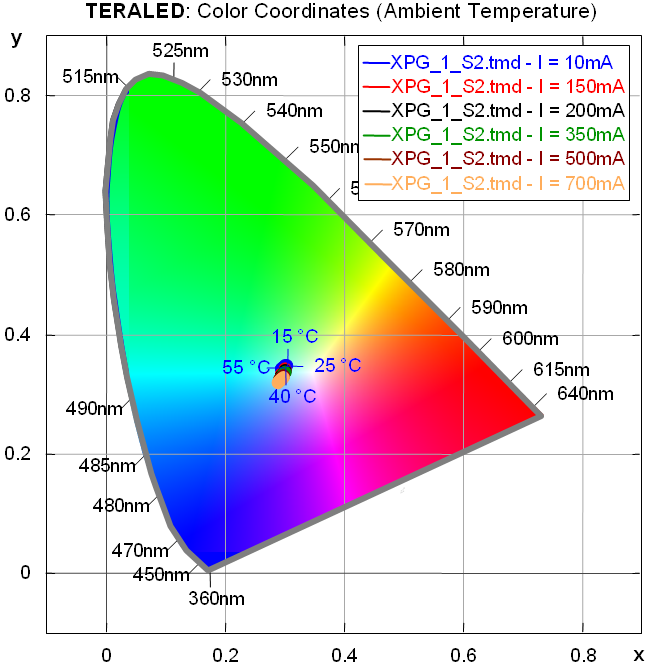 TERALED: Color Coordinates (Ambient Temperature)
y
525nm
515nm
530nm
XPG_1_S2.tmd - I = 10mA
XPG_1_S2.tmd - I = 150mA
0.8
XPG_1_S2.tmd - I = 200mA
540nm
XPG_1_S2.tmd - I = 350mA
550nm
XPG_1_S2.tmd - I = 500mA
XPG_1_S2.tmd - I = 700mA
0.6
570nm
580nm
590nm
0.4
15 °C
600nm
55 °C
25 °C
615nm
40 °C
640nm
490nm
0.2
485nm
480nm
470nm
450nm
0
360nm
0
0.2
0.4
0.6
0.8
x